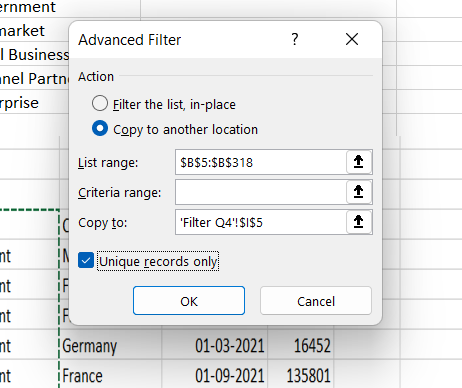 ernment
market
l Business
nnel Partn
rprise
Advanced Filter ?
Action
Filter the list, in-place
Copy to another location
List range: $B$5:$B$318
Criteria range:
Copy to: 'Filter Q4'!$I$5
Unique records only
OK Cancel
nt
nt
nt
nt Germany 01-03-2021 16452
nt France 01-09-2021 135801